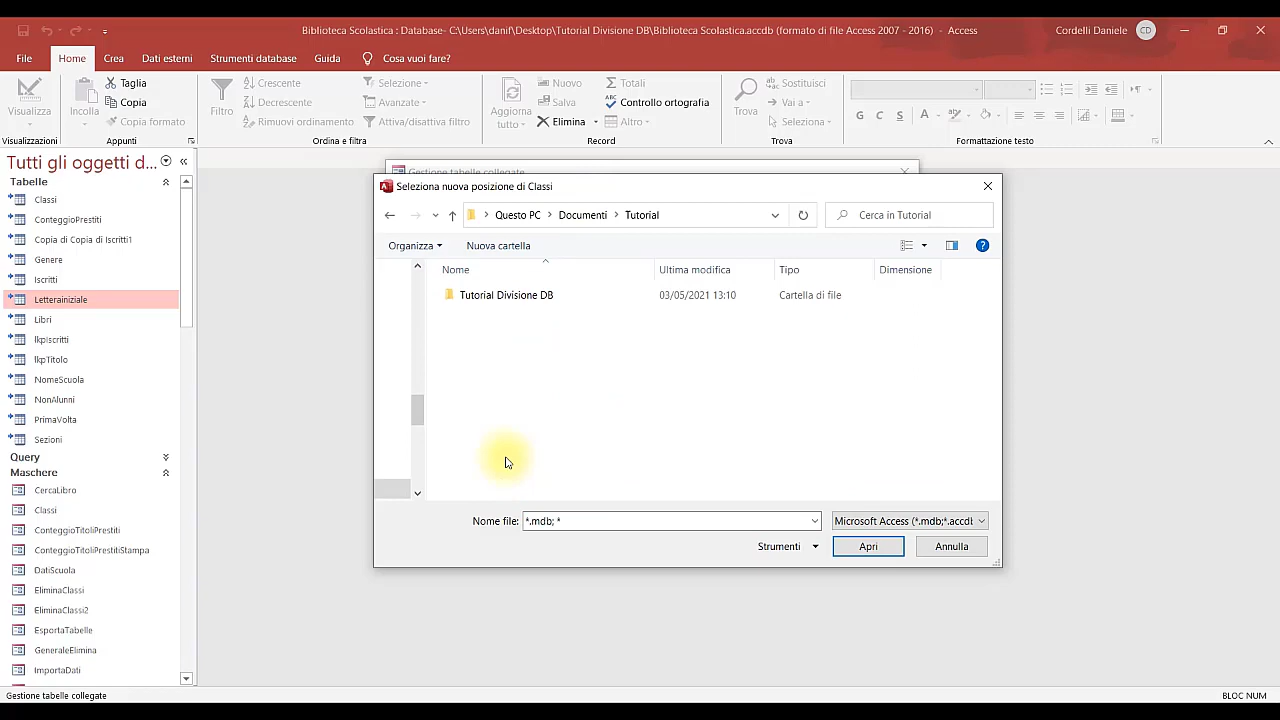 Biblioteca Scolastica : Database- C:\Users\danif\Desktop\Tutorial Divisione DB\Biblioteca Scolastica.accdb (formato di file Access 2007 - 2016) - Access
Cordelli Daniele
CD
File
Home
Crea
Dati esterni
Strumenti database
Guida
Cosa vuoi fare?
Visualizza
Incolla
Taglia
Copia
Copia formato
Filtro
Crescente
Decrescente
Rimuovi ordinamento
Selezione
Avanzate
Attiva/disattiva filtro
Aggiorna
tutto
Nuovo
Salva
Elimina
Totali
Controllo ortografia
Altro
Trova
Sostituisci
Vai a
Seleziona
G C S A
Visualizzazioni
Appunti
Ordina e filtra
Record
Trova
Formattazione testo
Tutti gli oggetti d...
Tabelle
Classi
ConteggioPrestiti
Copia di Copia di Iscritti1
Genere
Iscritti
Letterainiziale
Libri
lkpIscritti
lkpTitolo
NomeScuola
NonAlunni
PrimaVolta
Sezioni
Query
Maschere
CercaLibro
Classi
ConteggioTitoliPrestiti
ConteggioTitoliPrestitiStampa
DatiScuola
EliminaClassi
EliminaClassi2
EsportaTabelle
GeneraleElimina
ImportaDati
Gestione tabelle collegate
Seleziona nuova posizione di Classi
Questo PC > Documenti > Tutorial
Cerca in Tutorial
Organizza
Nuova cartella
Nome
Ultima modifica
Tipo
Dimensione
Tutorial Divisione DB
03/05/2021 13:10
Cartella di file
Nome file:
*.mdb; *
Microsoft Access (*.mdb;*.accdb
Strumenti
Apri
Annulla
Gestione tabelle collegate
BLOC NUM